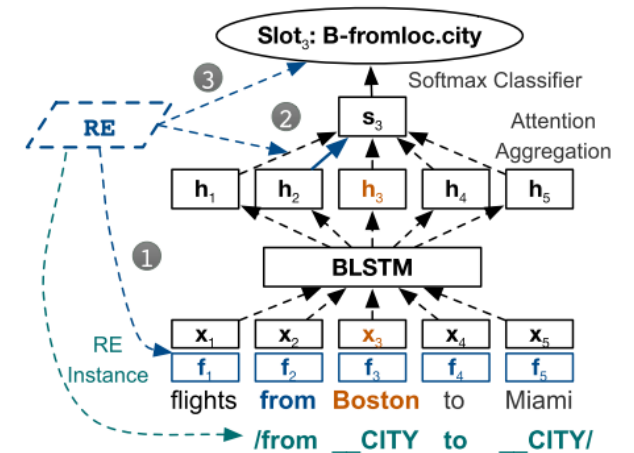 Slot3: B-fromloc.city
3
Softmax Classifier
RE
2
s3
Attention
Aggregation
h1 h2 h3 h4 h5
1
BLSTM
x1 x2 x3 x4 x5
RE
Instance
f1 f2 f3 f4 f5
flights from Boston to Miami
/from __CITY to __CITY/